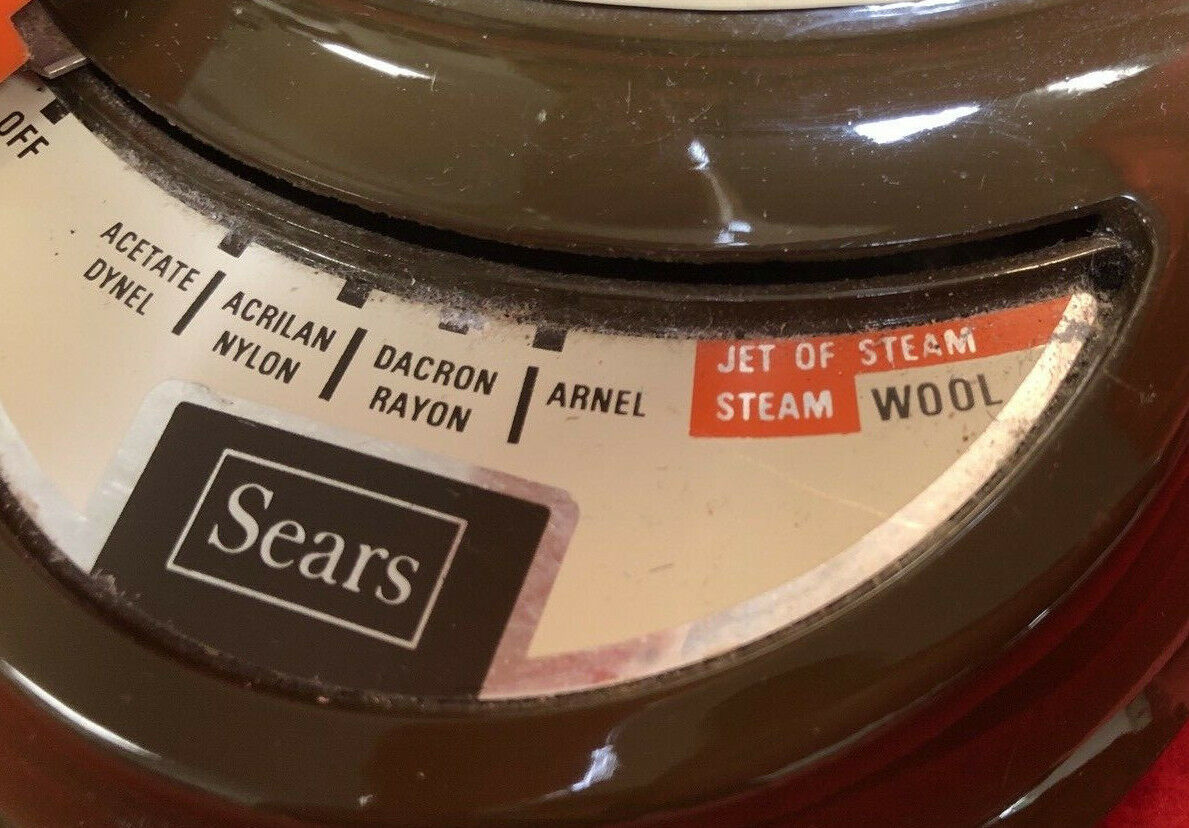 OFF
ACETATE
DYNEL
ACRILAN
NYLON
DACRON
RAYON
ARNEL
JET OF STEAM
STEAM WOOL
Sears